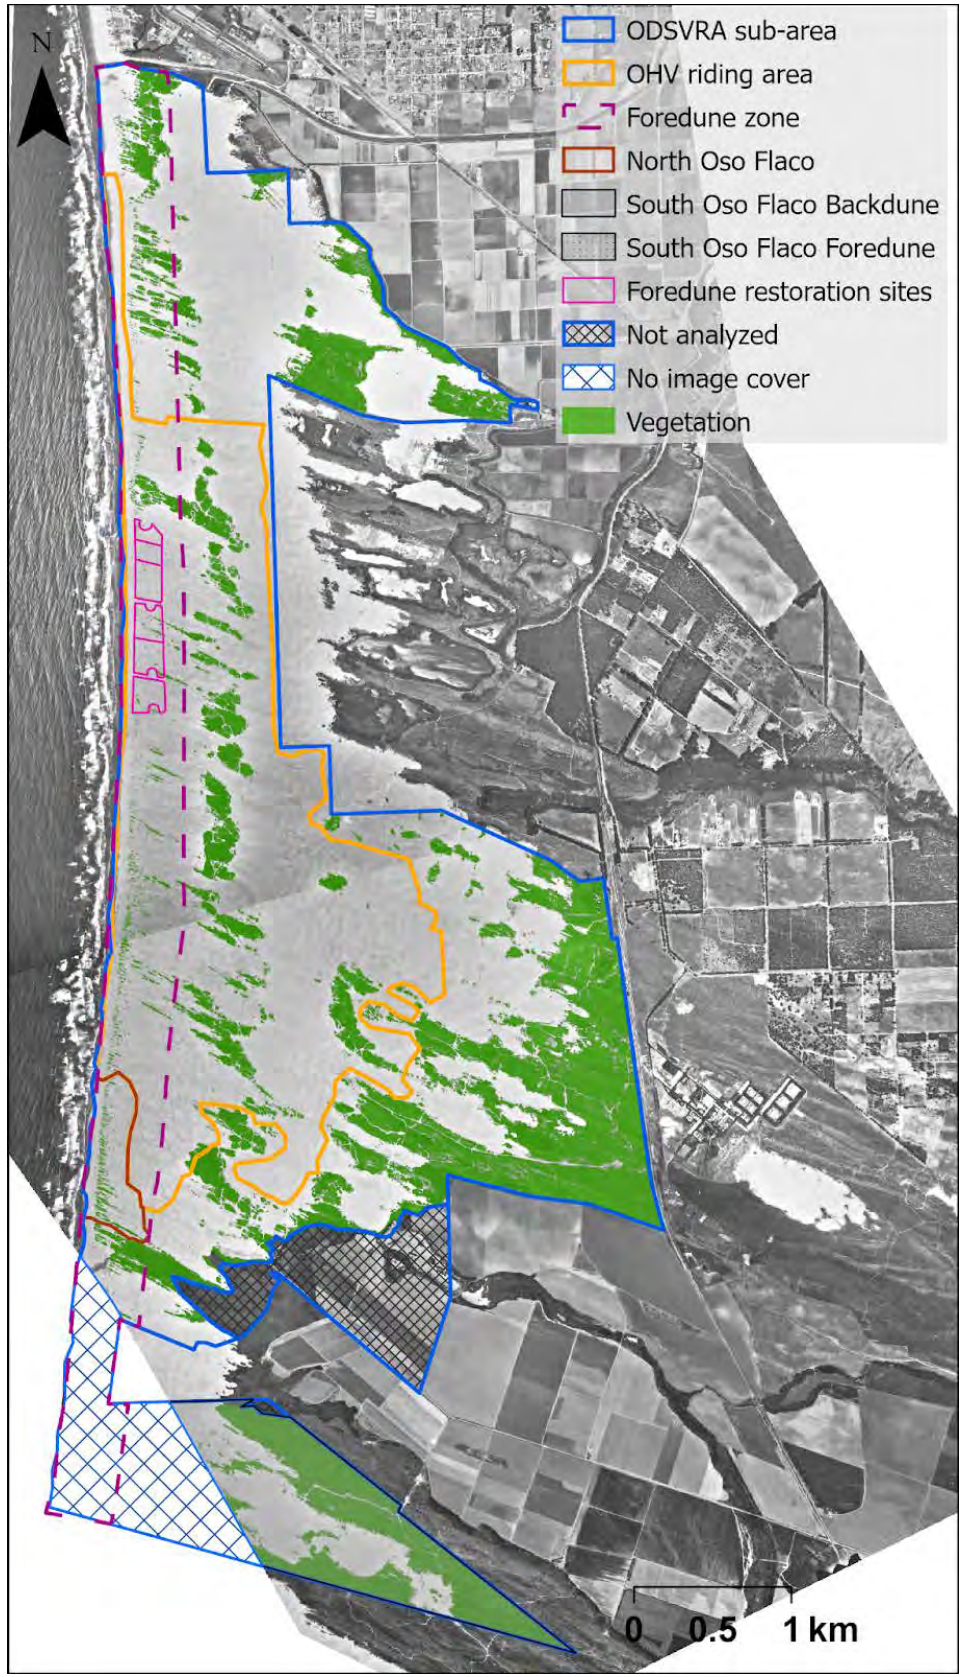 N
ODSVRA sub-area
OHV riding area
Foredune zone
North Oso Flaco
South Oso Flaco Backdune
South Oso Flaco Foredune
Foredune restoration sites
Not analyzed
No image cover
Vegetation
0 0.5 1 km